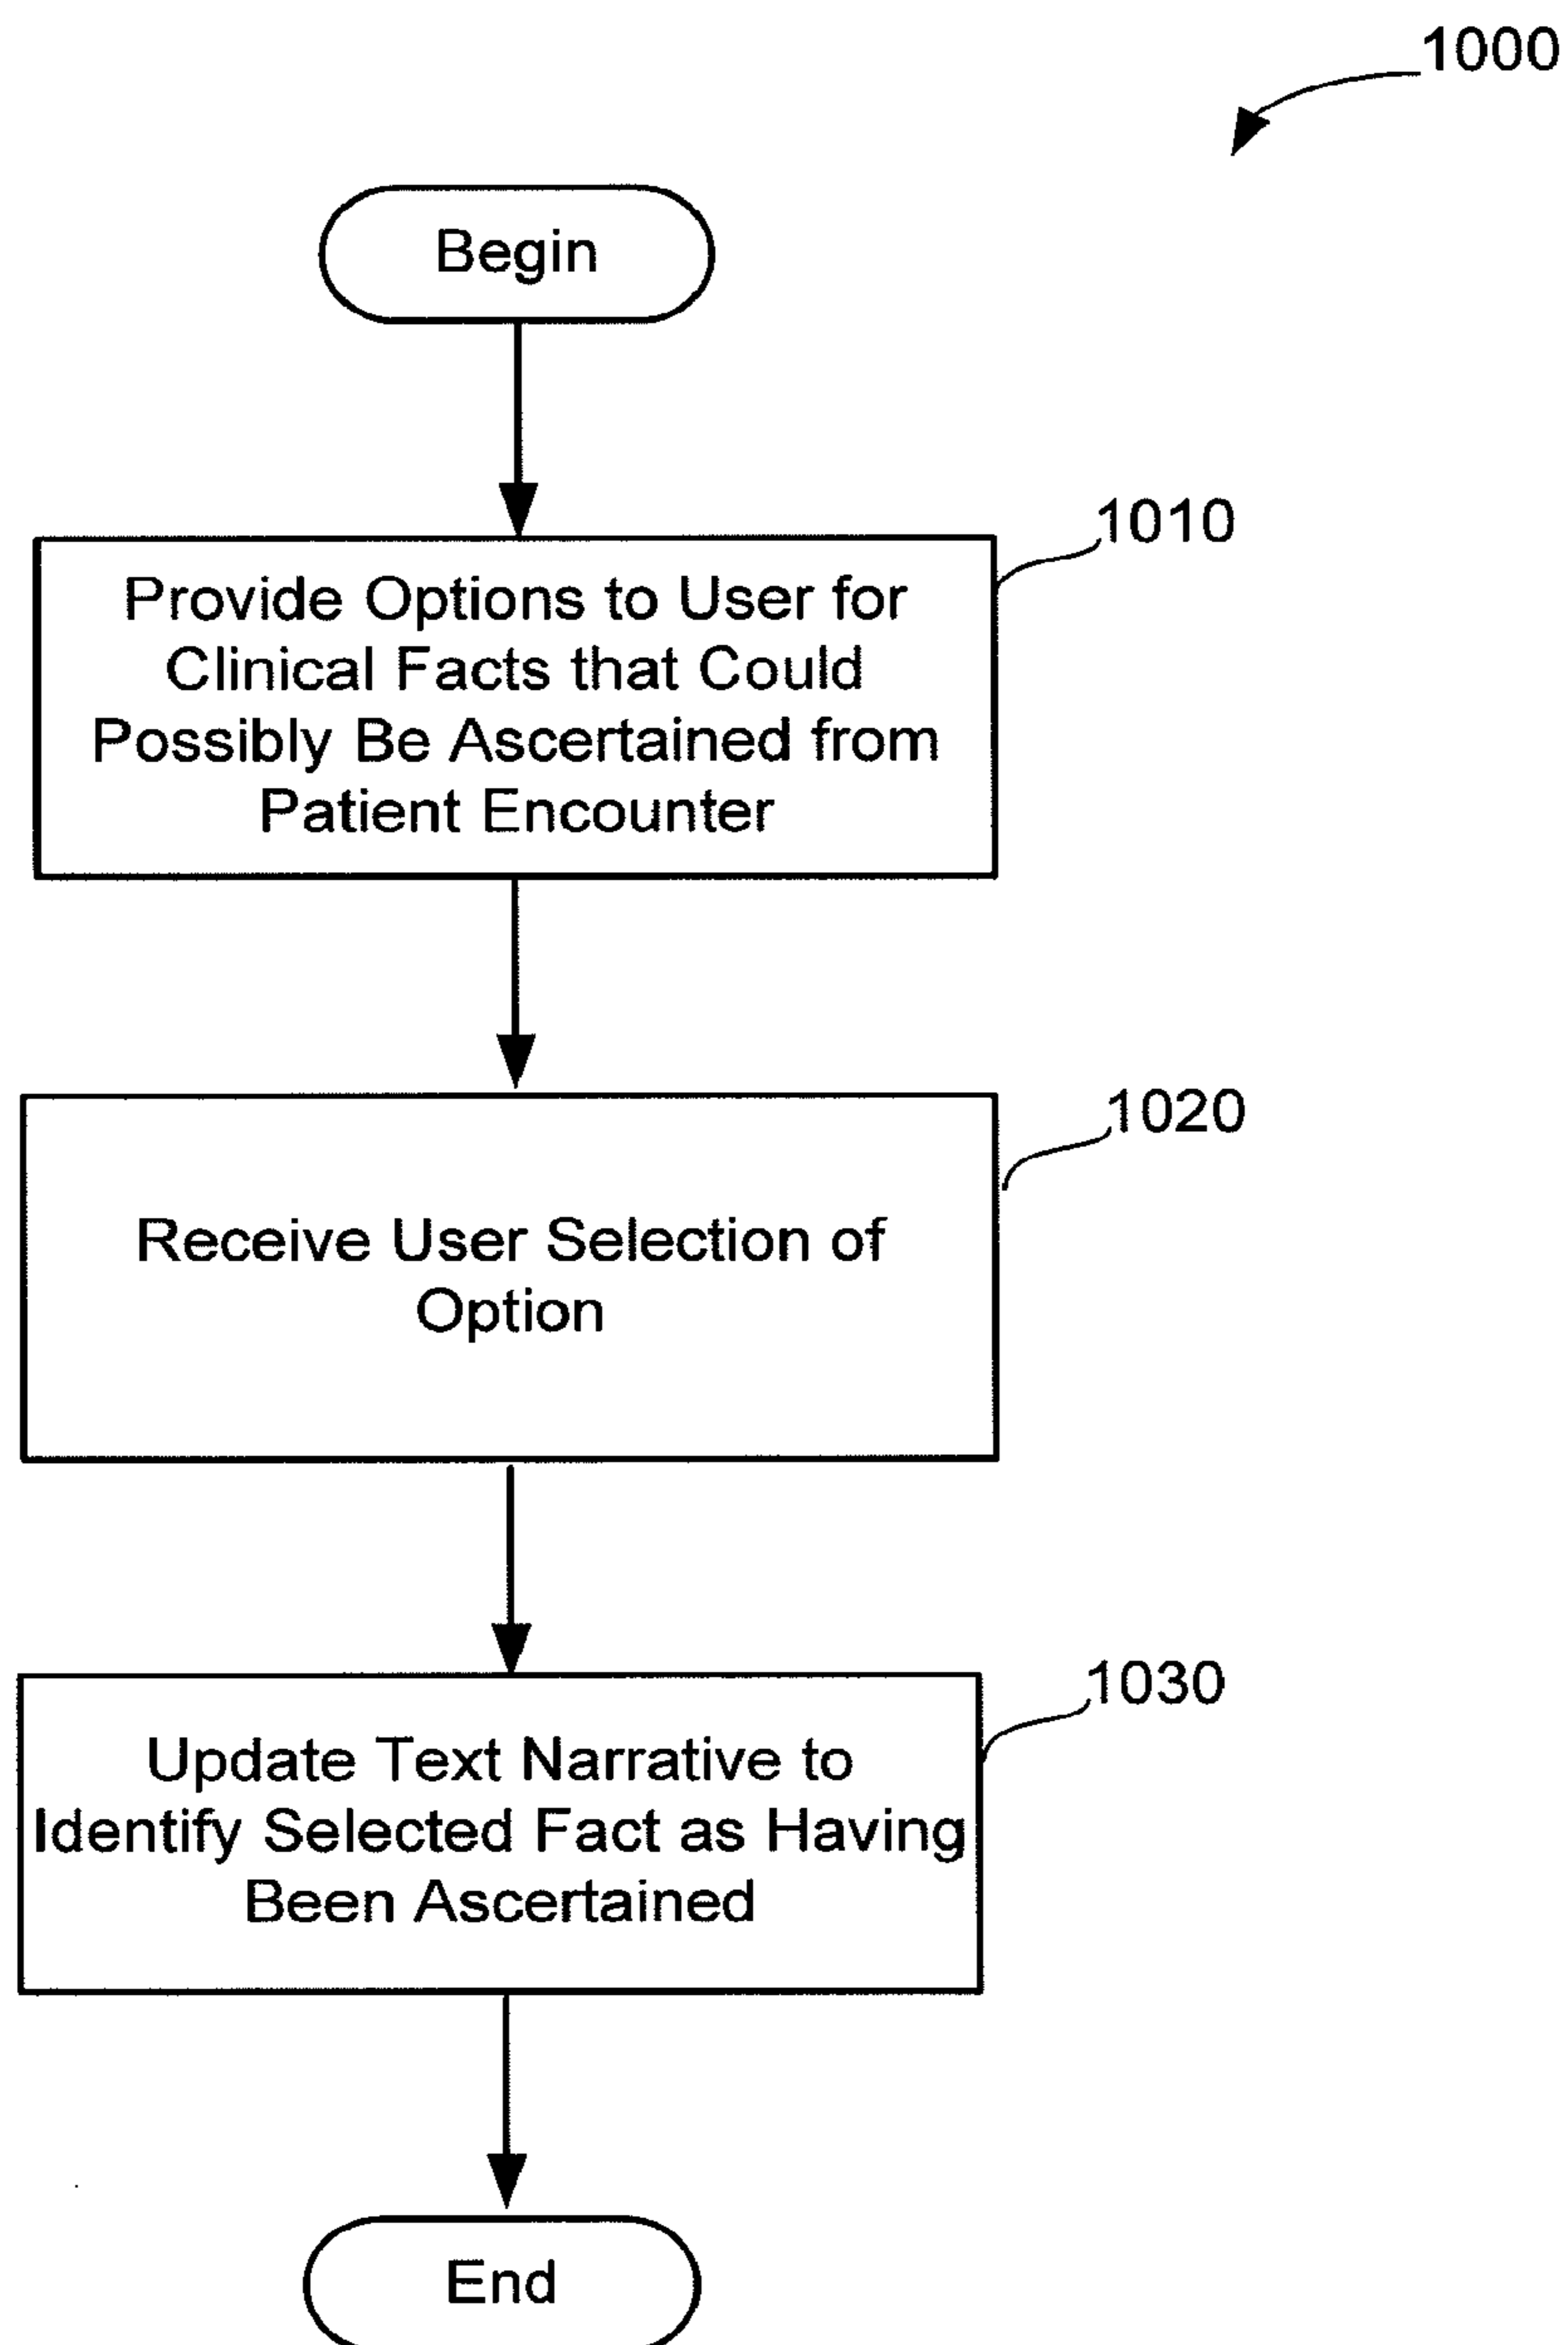 1000
Begin
1010
Provide Options to User for
Clinical Facts that Could
Possibly Be Ascertained from
Patient Encounter
1020
Receive User Selection of
Option
1030
Update Text Narrative to
Identify Selected Fact as Having
Been Ascertained
End